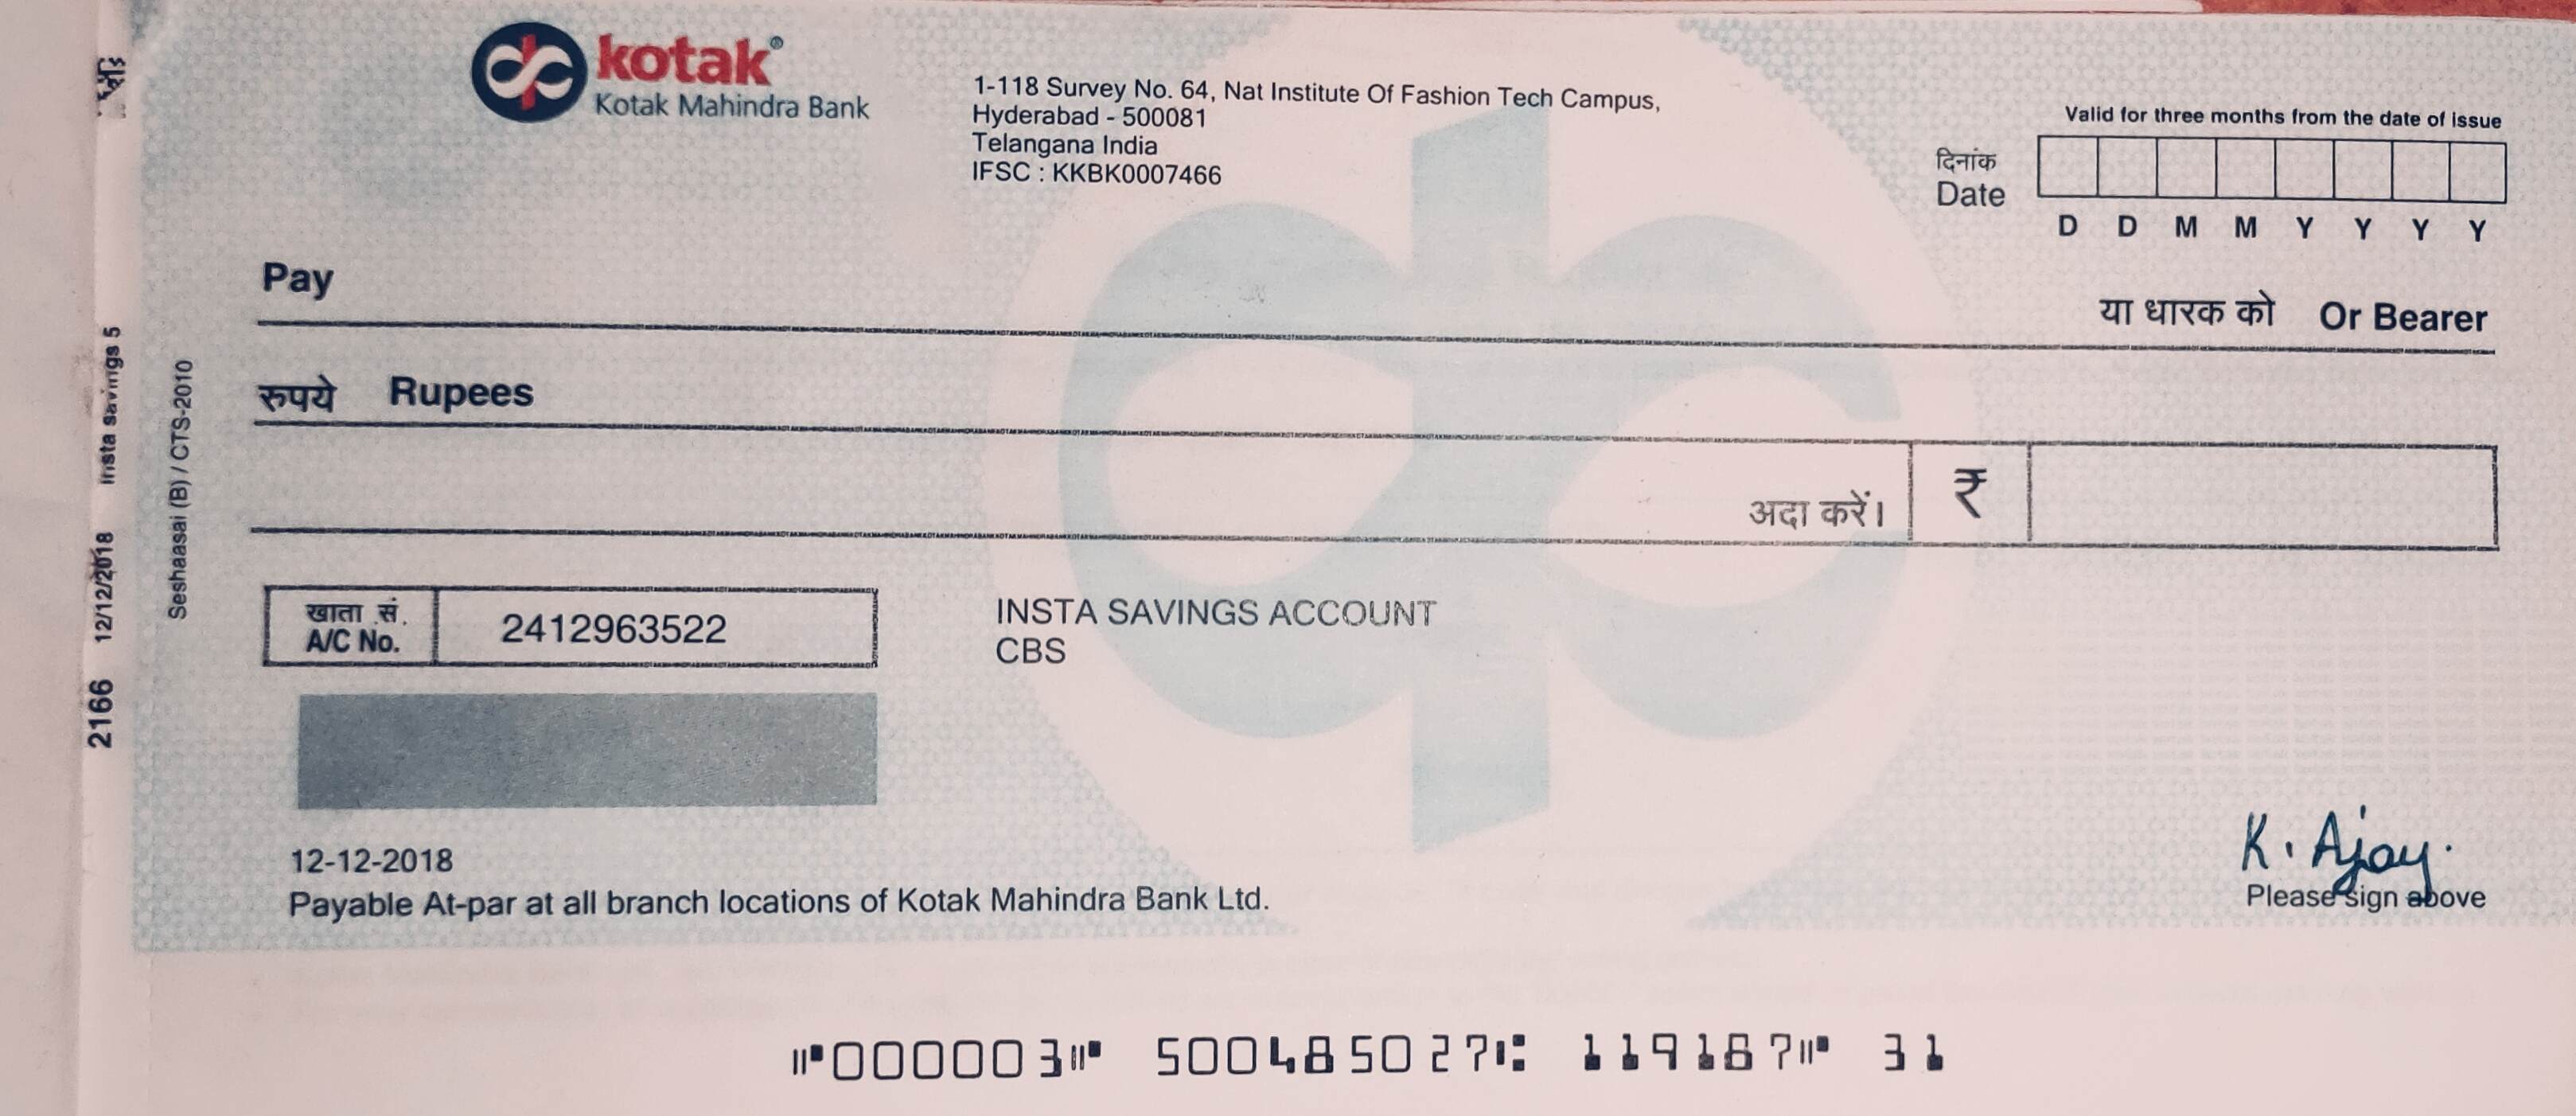 kotak®
Kotak Mahindra Bank
1-118 Survey No. 64, Nat Institute Of Fashion Tech Campus,
Hyderabad - 500081
Telangana India
IFSC : KKBK0007466
Valid for three months from the date of issue
दिनांक
Date
D D M M Y Y Y Y
Pay
या धारक को Or Bearer
रुपये Rupees
अदा करें। ₹
खाता सं.
A/C No. 2412963522
INSTA SAVINGS ACCOUNT
CBS
12-12-2018
Payable At-par at all branch locations of Kotak Mahindra Bank Ltd.
K. Ajay.
Please sign above
⑈000003⑈ 500485027⑆ 119187⑈ 31
2166 12/12/2018 Insta savings 5
Seshaasai (B) / CTS-2010